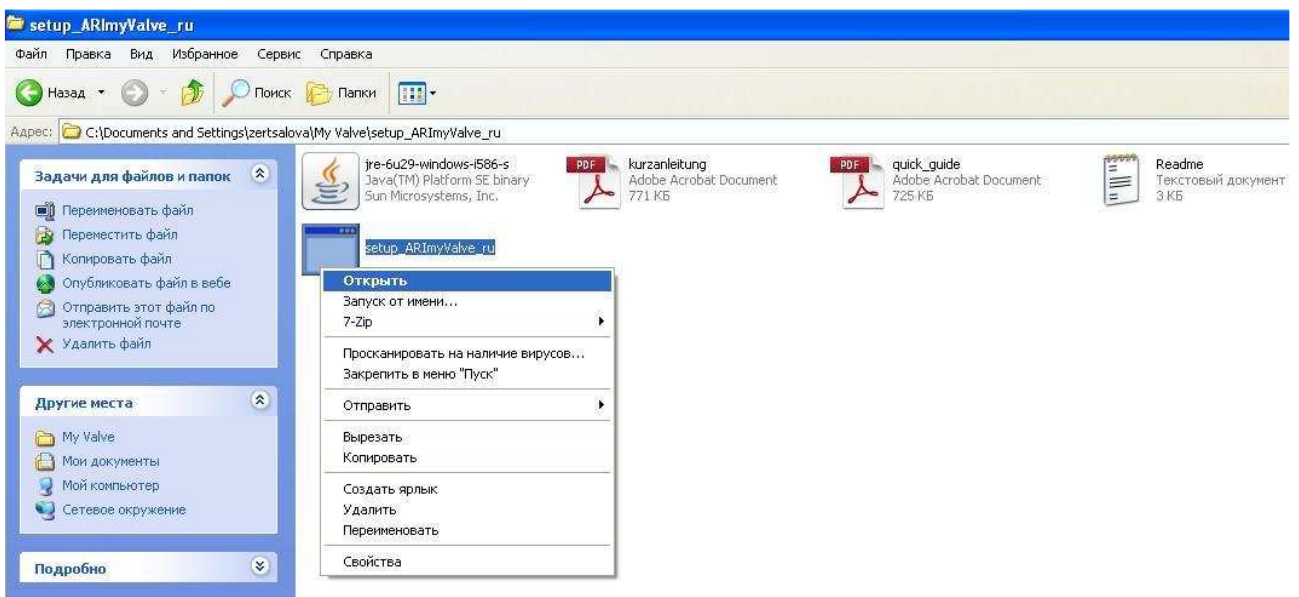 setup_ARImyValve_ru
Файл Правка Вид Избранное Сервис Справка
Назад Поиск Папки
Адрес: C:\Documents and Settings\zertsalova\My Valve\setup_ARImyValve_ru
Задачи для файлов и папок
Переименовать файл
Переместить файл
Копировать файл
Опубликовать файл в вебе
Отправить этот файл по
электронной почте
Удалить файл
Другие места
My Valve
Мои документы
Мой компьютер
Сетевое окружение
Подробно
jre-6u29-windows-i586-s
Java(TM) Platform SE binary
Sun Microsystems, Inc.
PDF
kurzanleitung
Adobe Acrobat Document
771 КБ
PDF
quick_guide
Adobe Acrobat Document
725 КБ
Readme
Текстовый документ
3 КБ
setup_ARImyValve_ru
Открыть
Запуск от имени...
7-Zip
Просканировать на наличие вирусов...
Закрепить в меню "Пуск"
Отправить
Вырезать
Копировать
Создать ярлык
Удалить
Переименовать
Свойства